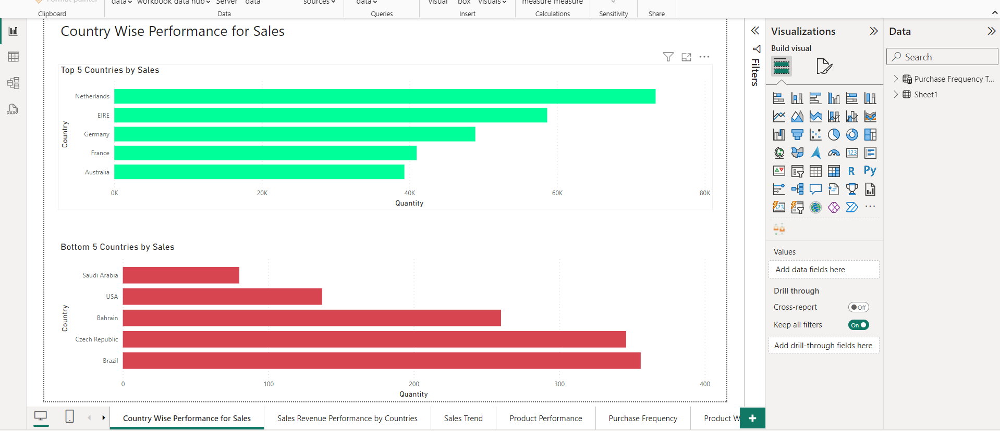 Format painter
data workbook data hub Server data sources data visual box visuals measure measure
Clipboard Data Queries Insert Calculations Sensitivity Share
Country Wise Performance for Sales
Top 5 Countries by Sales
Country
Netherlands
EIRE
Germany
France
Australia
0K 20K 40K 60K 80K
Quantity
Bottom 5 Countries by Sales
Country
Saudi Arabia
USA
Bahrain
Czech Republic
Brazil
0 100 200 300 400
Quantity
Country Wise Performance for Sales Sales Revenue Performance by Countries Sales Trend Product Performance Purchase Frequency Product W
DAX
Filters
Visualizations
Build visual
123
R Py
123
Values
Add data fields here
Drill through
Cross-report Off
Keep all filters On
Add drill-through fields here
Data
Search
Purchase Frequency T...
Sheet1